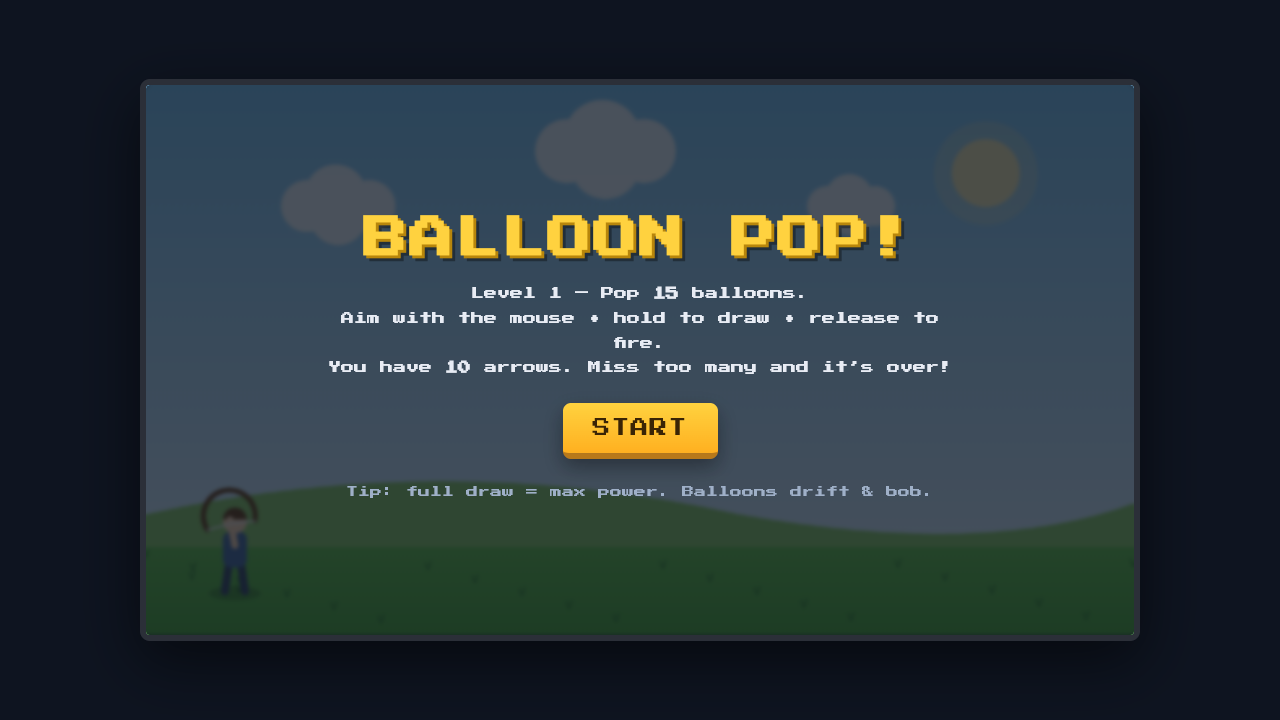 BALLOON POP!
Level 1 — Pop 15 balloons.
Aim with the mouse • hold to draw • release to
fire.
You have 10 arrows. Miss too many and it's over!
START
Tip: full draw = max power. Balloons drift & bob.